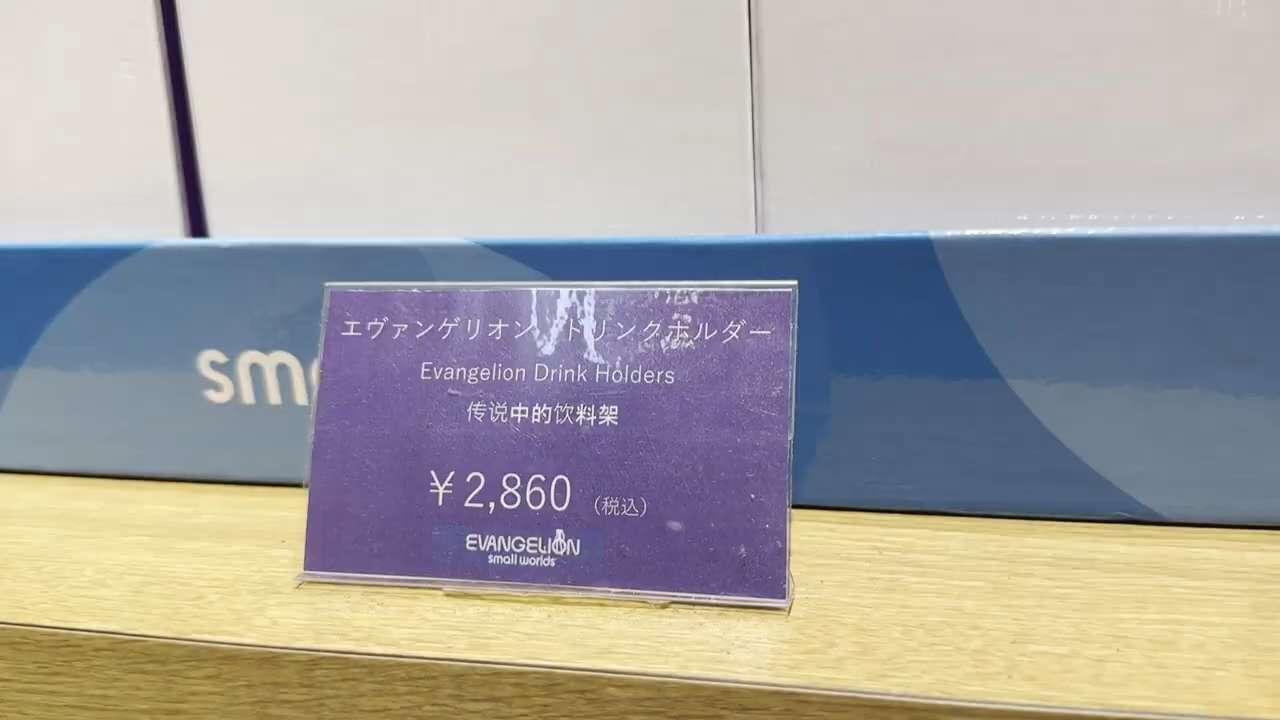 エヴァンゲリオン ドリンクホルダー
Evangelion Drink Holders
传说中的饮料架
¥2,860 (税込)
EVANGELION
small worlds